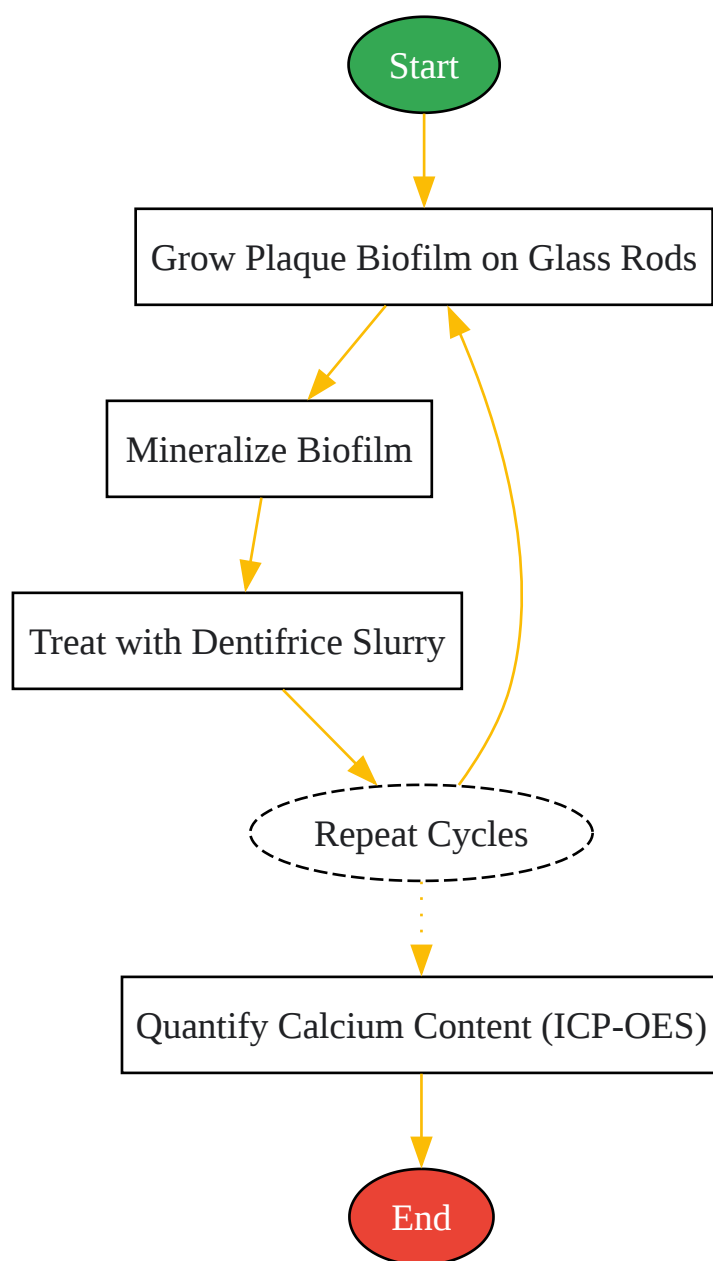 Start
Grow Plaque Biofilm on Glass Rods
Mineralize Biofilm
Treat with Dentifrice Slurry
Repeat Cycles
Quantify Calcium Content (ICP-OES)
End